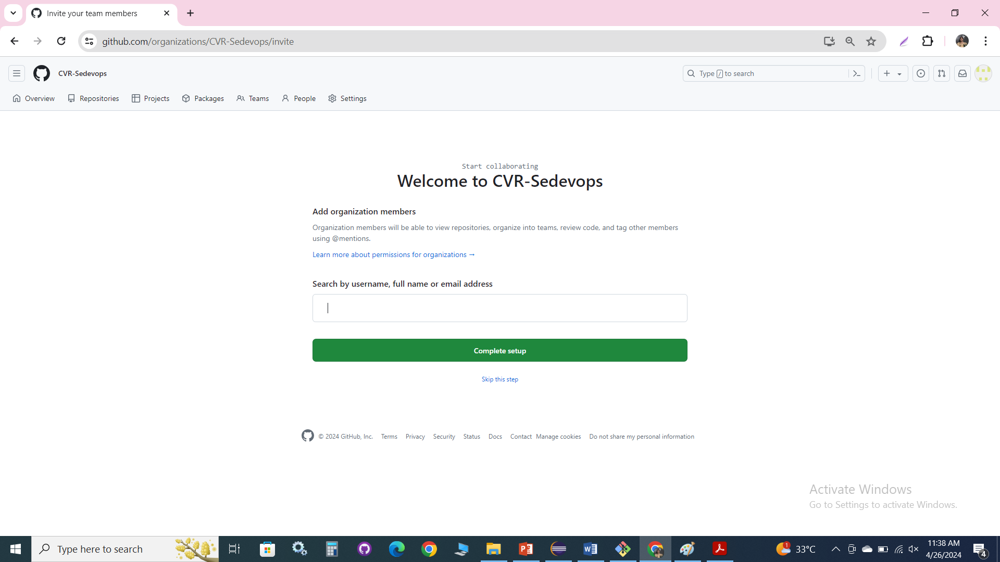 Invite your team members
github.com/organizations/CVR-Sedevops/invite
CVR-Sedevops
Type / to search
Overview
Repositories
Projects
Packages
Teams
People
Settings
Start collaborating
Welcome to CVR-Sedevops
Add organization members
Organization members will be able to view repositories, organize into teams, review code, and tag other members
using @mentions.
Learn more about permissions for organizations →
Search by username, full name or email address
Complete setup
Skip this step
© 2024 GitHub, Inc.
Terms
Privacy
Security
Status
Docs
Contact
Manage cookies
Do not share my personal information
Activate Windows
Go to Settings to activate Windows.
Type here to search
1
33°C
11:38 AM
4/26/2024
4